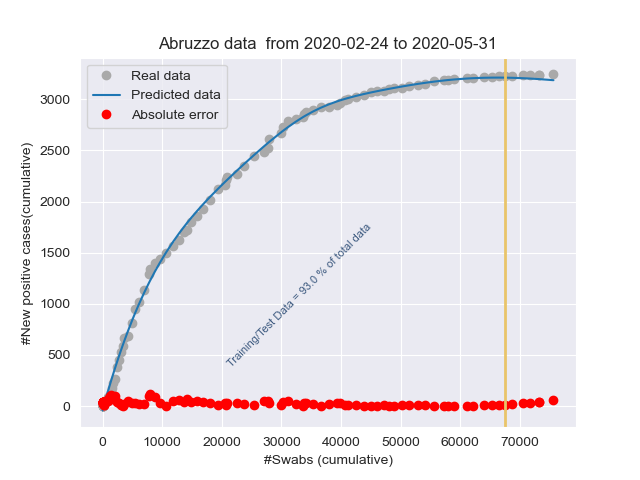 Abruzzo data  from 2020-02-24 to 2020-05-31
Real data
Predicted data
Absolute error
#New positive cases(cumulative)
3000
2500
2000
1500
1000
500
0
Training/Test Data = 93.0 % of total data
0 10000 20000 30000 40000 50000 60000 70000
#Swabs (cumulative)